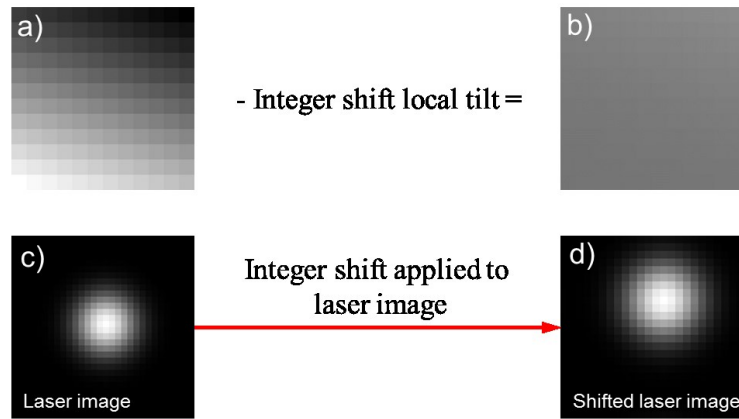 a)
- Integer shift local tilt =
b)
c)
Laser image
Integer shift applied to
laser image
d)
Shifted laser image